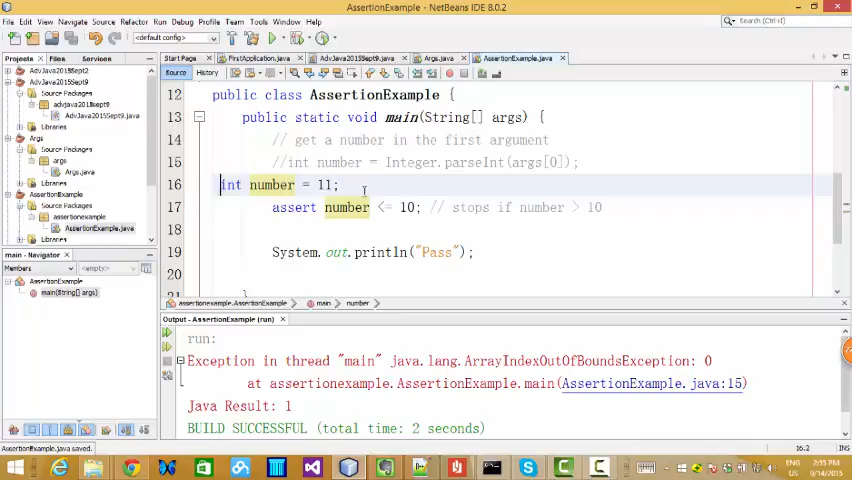 AssertionExample - NetBeans IDE 8.0.2
File Edit View Navigate Source Refactor Run Debug Profile Team Tools Window Help
<default config>
Projects Files Services
Start Page FirstApplication.java AdvJava2015Sept9.java Args.java AssertionExample.java
Source History
AdvJava2015Sept2
AdvJava2015Sept9
Source Packages
advjava2015sept9
AdvJava2015Sept9.java
Libraries
Args
Source Packages
args
Args.java
Libraries
AssertionExample
Source Packages
assertionexample
AssertionExample.java
Libraries
main - Navigator
Members <empty>
AssertionExample
main(String[] args)
12 public class AssertionExample {
13 public static void main(String[] args) {
14 // get a number in the first argument
15 //int number = Integer.parseInt(args[0]);
16 int number = 11;
17 assert number <= 10; // stops if number > 10
18
19 System.out.println("Pass");
20
21 }
assertionexample.AssertionExample main number
Output - AssertionExample (run)
run:
Exception in thread "main" java.lang.ArrayIndexOutOfBoundsException: 0
at assertionexample.AssertionExample.main(AssertionExample.java:15)
Java Result: 1
BUILD SUCCESSFUL (total time: 2 seconds)
AssertionExample.java saved.
16:2 INS
ENG
US
2:35 PM
9/14/2015